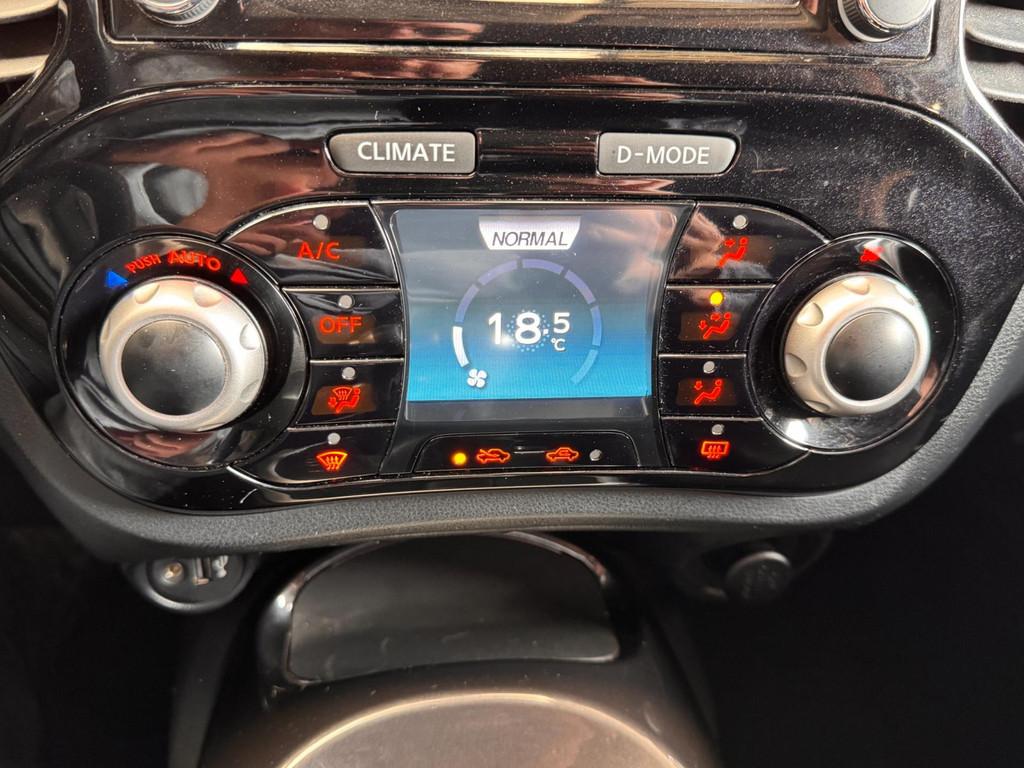 CLIMATE
D-MODE
PUSH AUTO
A/C
NORMAL
OFF
18.5
°C